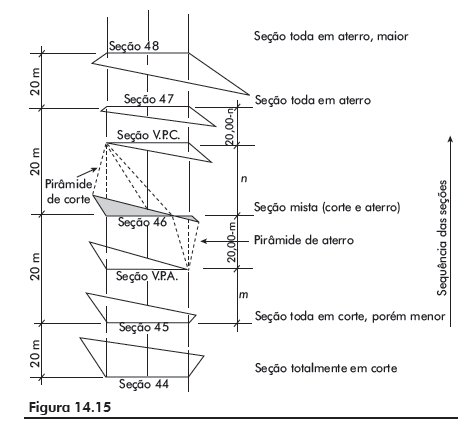 Seção toda em aterro, maior
Seção 48
20 m
Seção 47
Seção toda em aterro
20,00-n
Seção V.P.C.
20 m
n
Pirâmide
de corte
Seção mista (corte e aterro)
Seção 46
Pirâmide de aterro
20,00-m
Sequência das seções
20 m
Seção V.P.A.
m
Seção toda em corte, porém menor
Seção 45
20 m
Seção totalmente em corte
Seção 44
Figura 14.15